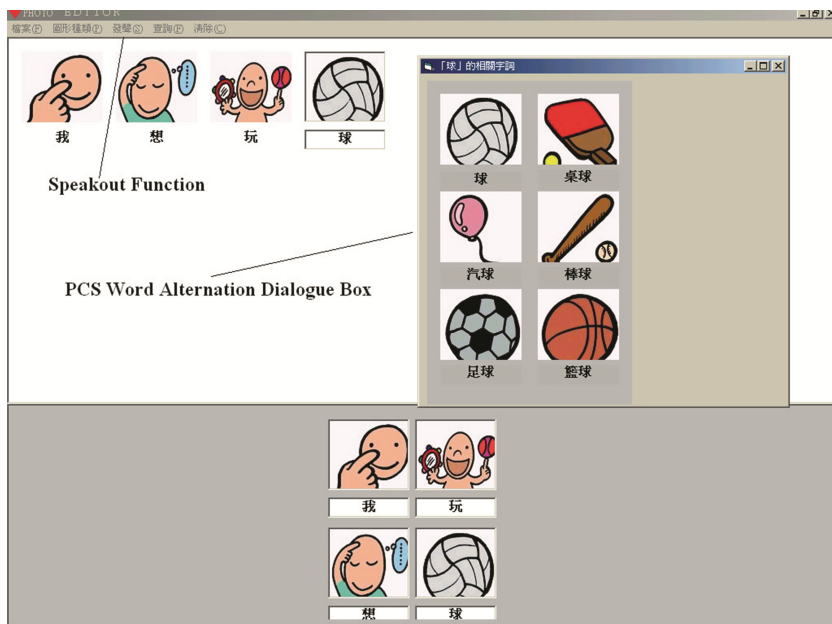 PHOTO EDITOR
檔案(F) 圖形種類(P) 發聲(S) 查詢(F) 清除(C)
我 想 玩 球
Speakout Function
PCS Word Alternation Dialogue Box
「球」的相關字詞
球 桌球
汽球 棒球
足球 籃球
我 玩
想 球